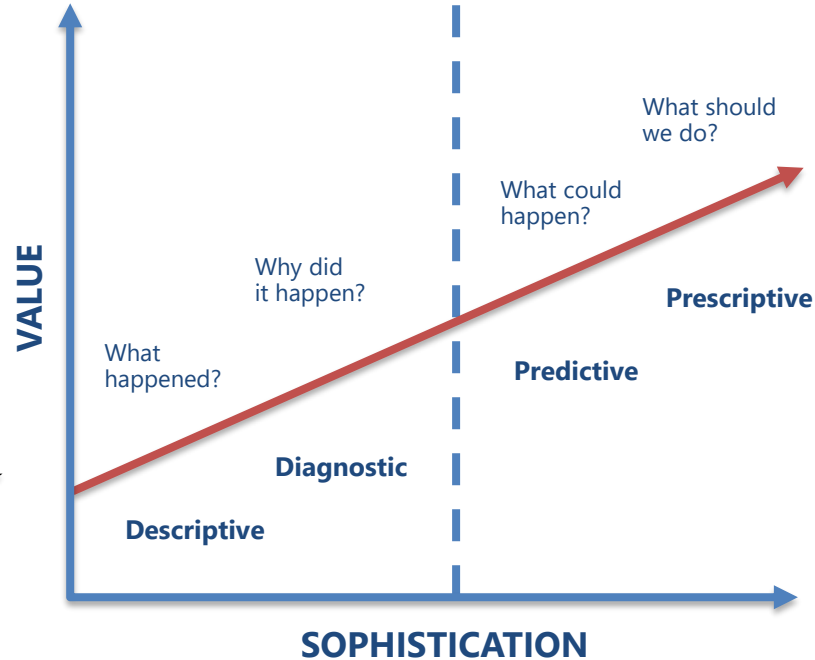 What should
we do?
What could
happen?
Why did
it happen?
What
happened?
VALUE
Prescriptive
Predictive
Diagnostic
Descriptive
SOPHISTICATION